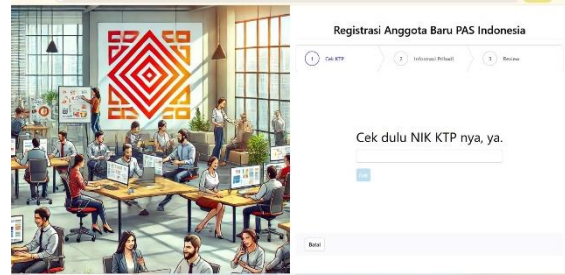 Registrasi Anggota Baru PAS Indonesia
1 Cek KTP
2 Informasi Pribadi
3 Review
Cek dulu NIK KTP nya, ya.
Cek
Batal